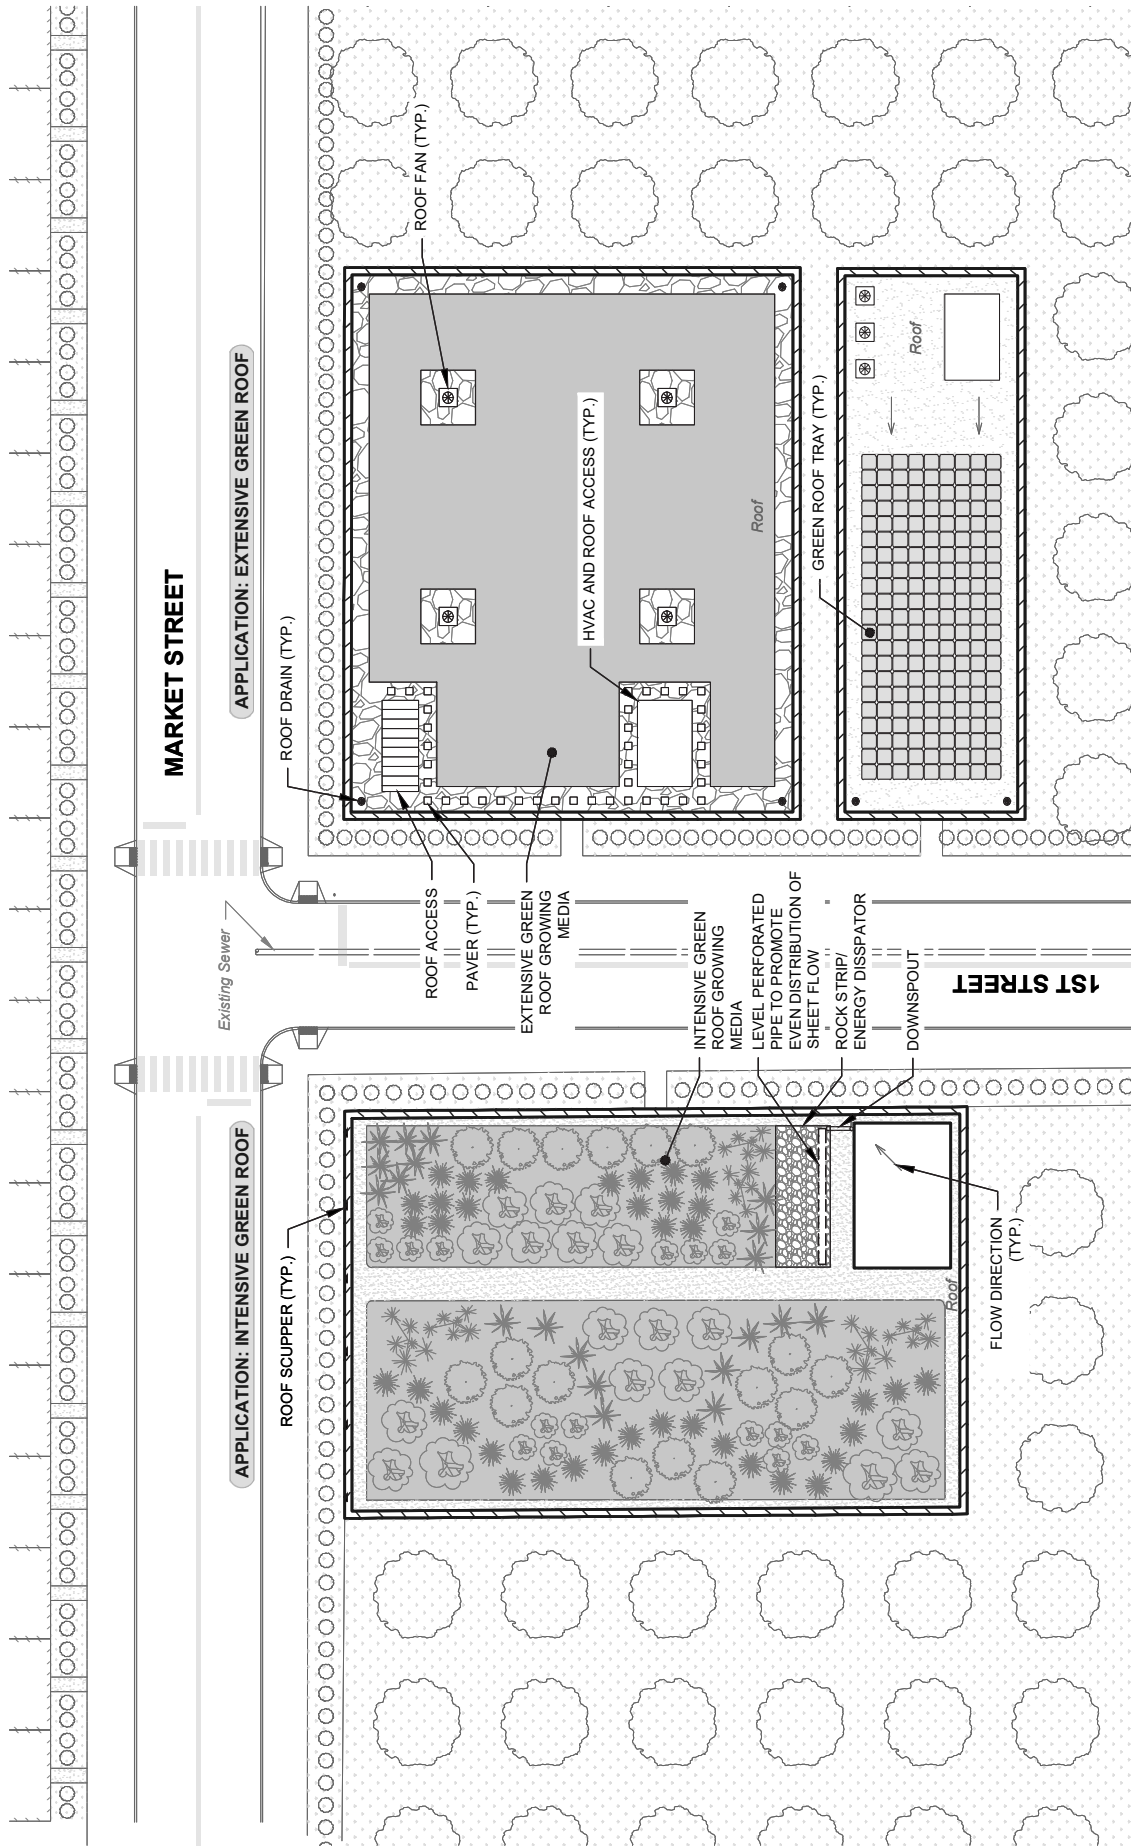 MARKET STREET
APPLICATION: INTENSIVE GREEN ROOF
APPLICATION: EXTENSIVE GREEN ROOF
Existing Sewer
ROOF SCUPPER (TYP.)
ROOF DRAIN (TYP.)
ROOF FAN (TYP.)
ROOF ACCESS
PAVER (TYP.)
EXTENSIVE GREEN
ROOF GROWING
MEDIA
HVAC AND ROOF ACCESS (TYP.)
INTENSIVE GREEN
ROOF GROWING
MEDIA
LEVEL PERFORATED
PIPE TO PROMOTE
EVEN DISTRIBUTION OF
SHEET FLOW
Roof
GREEN ROOF TRAY (TYP.)
ROCK STRIP/
ENERGY DISSPATOR
DOWNSPOUT
Roof
Roof
FLOW DIRECTION
(TYP.)
1ST STREET